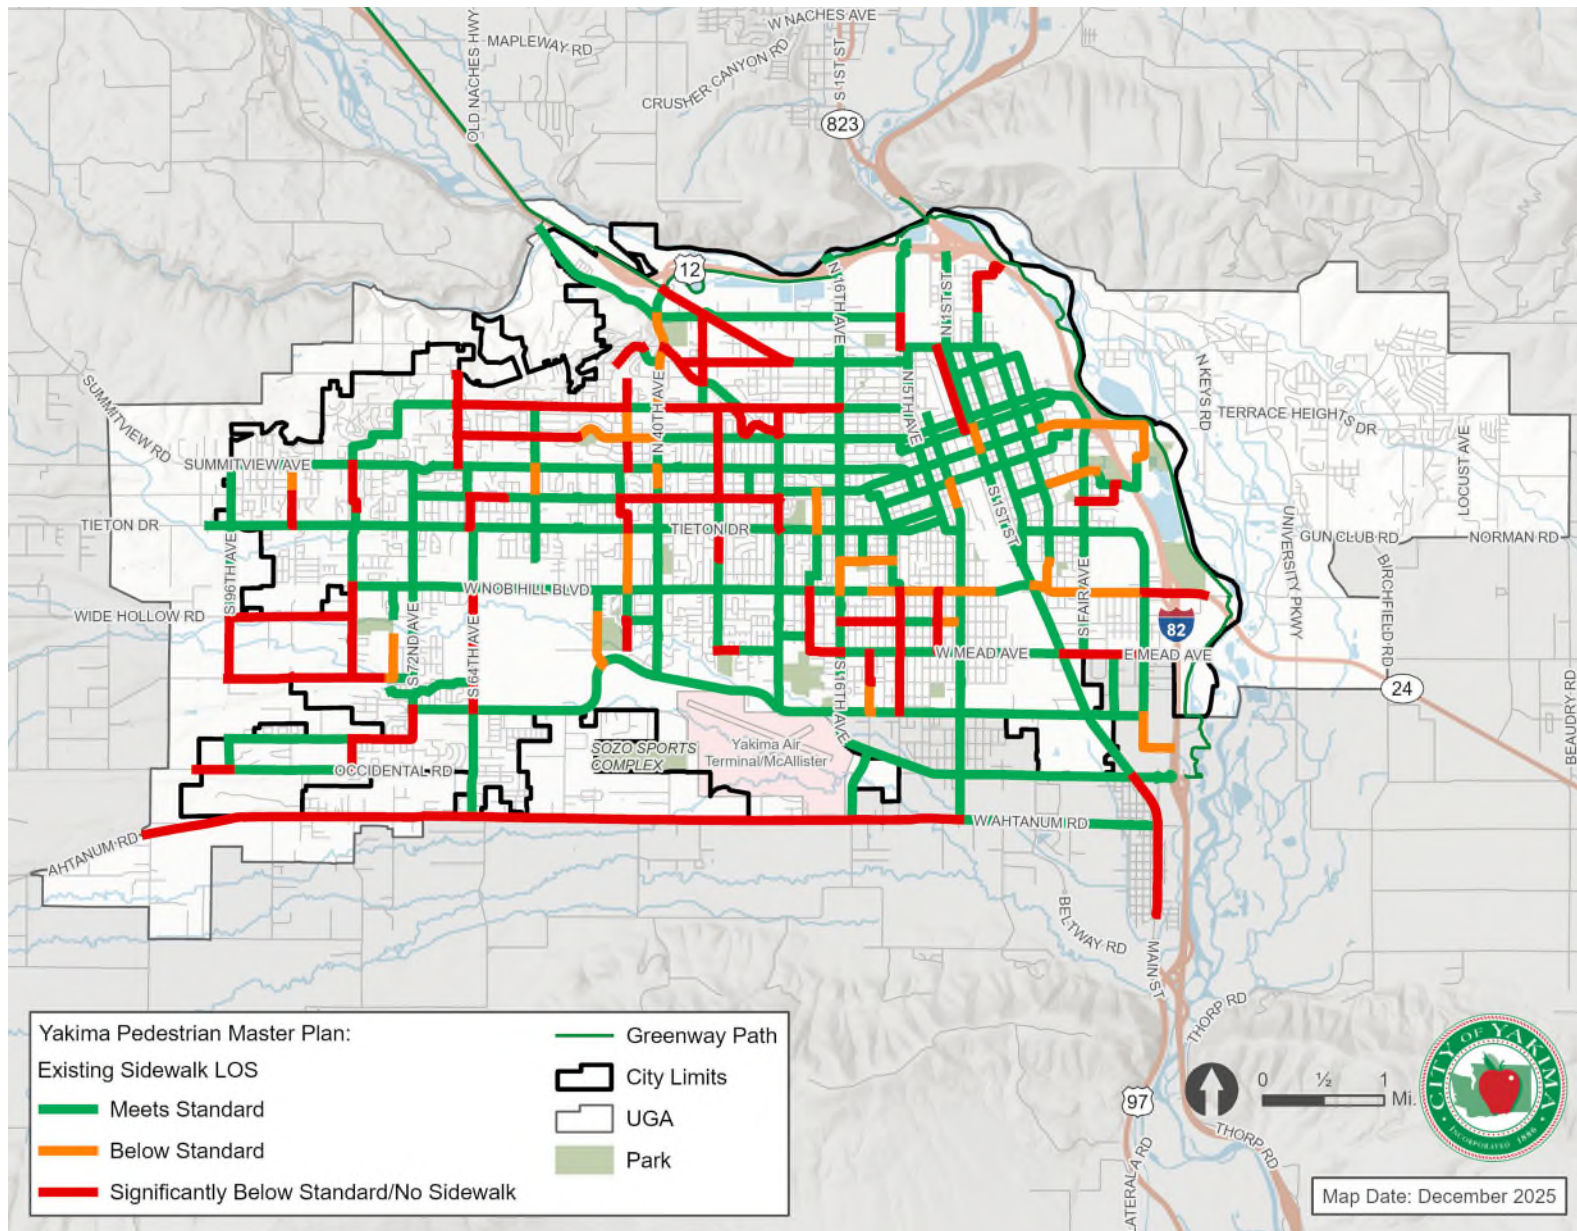 W NACHES AVE
MAPLEWAY RD
OLD NACHES HWY
CRUSHER CANYON RD
S 1ST ST
823
12
N 16TH AVE
N 1ST ST
N KEYS RD
SUMMITVIEW RD
N 40TH AVE
N 5TH AVE
TERRACE HEIGHTS DR
LOCUST AVE
SUMMITVIEW AVE
S 1ST ST
TIETON DR
TIETON DR
UNIVERSITY PKWY
GUN CLUB RD
NORMAN RD
BIRCHFIELD RD
S 96TH AVE
W NOB HILL BLVD
S FAIR AVE
WIDE HOLLOW RD
82
S 72ND AVE
S 64TH AVE
S 16TH AVE
W MEAD AVE
E MEAD AVE
24
BEAUDRY RD
SOZO SPORTS
COMPLEX
Yakima Air
Terminal/McAllister
OCCIDENTAL RD
AHTANUM RD
W AHTANUM RD
BELTWAY RD
MAIN ST
THORP RD
97
THORP RD
LATERAL A RD
Yakima Pedestrian Master Plan:
Existing Sidewalk LOS
Meets Standard
Below Standard
Significantly Below Standard/No Sidewalk
Greenway Path
City Limits
UGA
Park
0 ½ 1
Mi.
CITY OF YAKIMA
INCORPORATED 1886
Map Date: December 2025